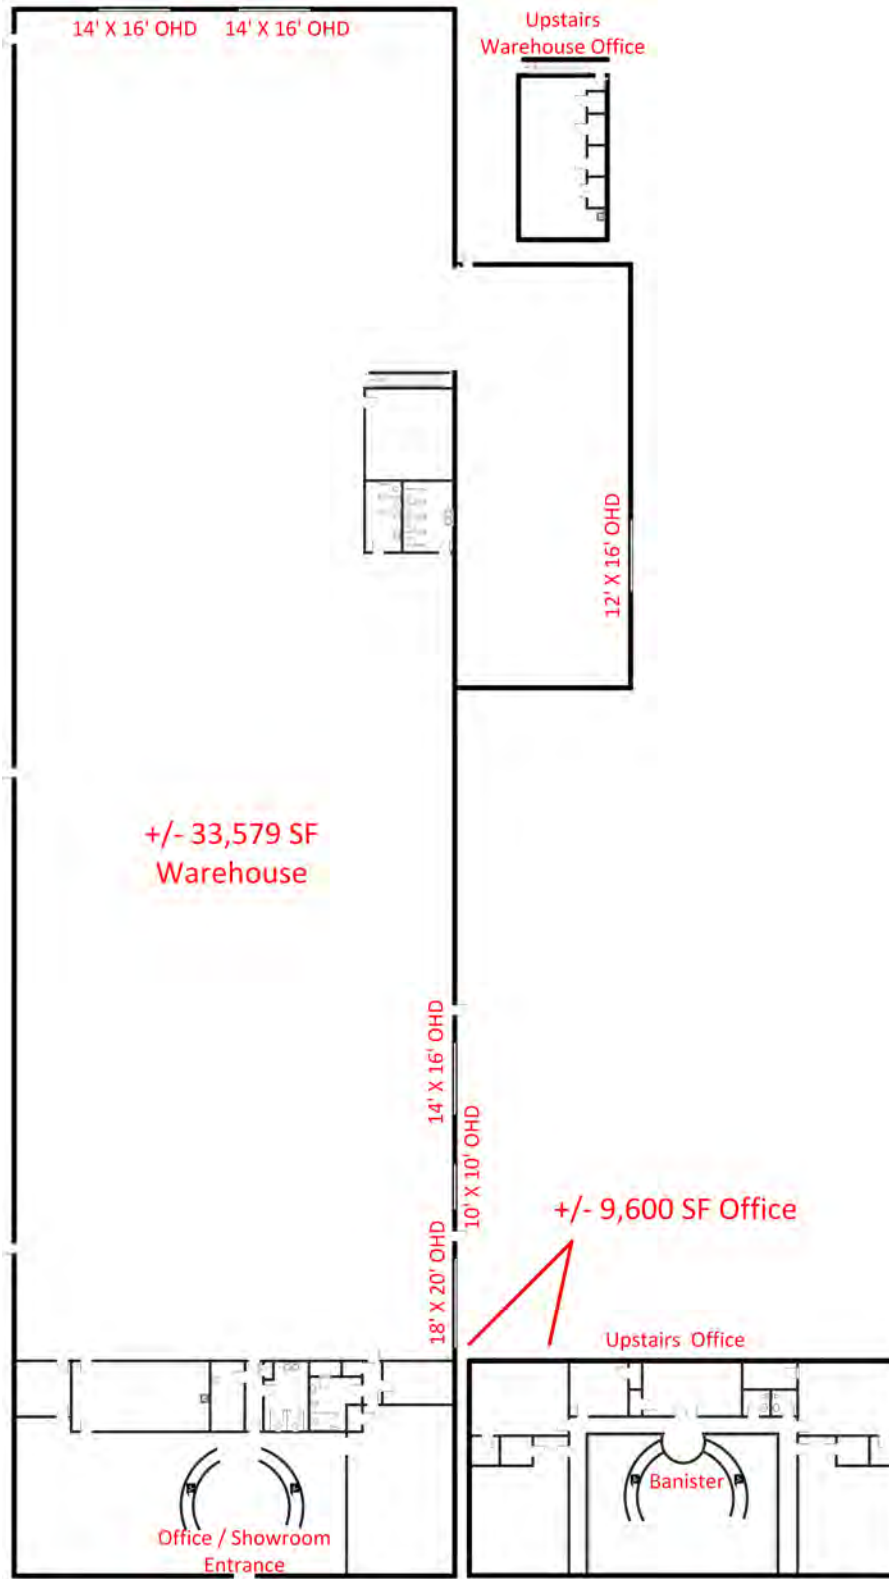 14' X 16' OHD
14' X 16' OHD
Upstairs
Warehouse Office
12' X 16' OHD
+/- 33,579 SF
Warehouse
14' X 16' OHD
10' X 10' OHD
+/- 9,600 SF Office
18' X 20' OHD
Upstairs Office
Banister
Office / Showroom
Entrance